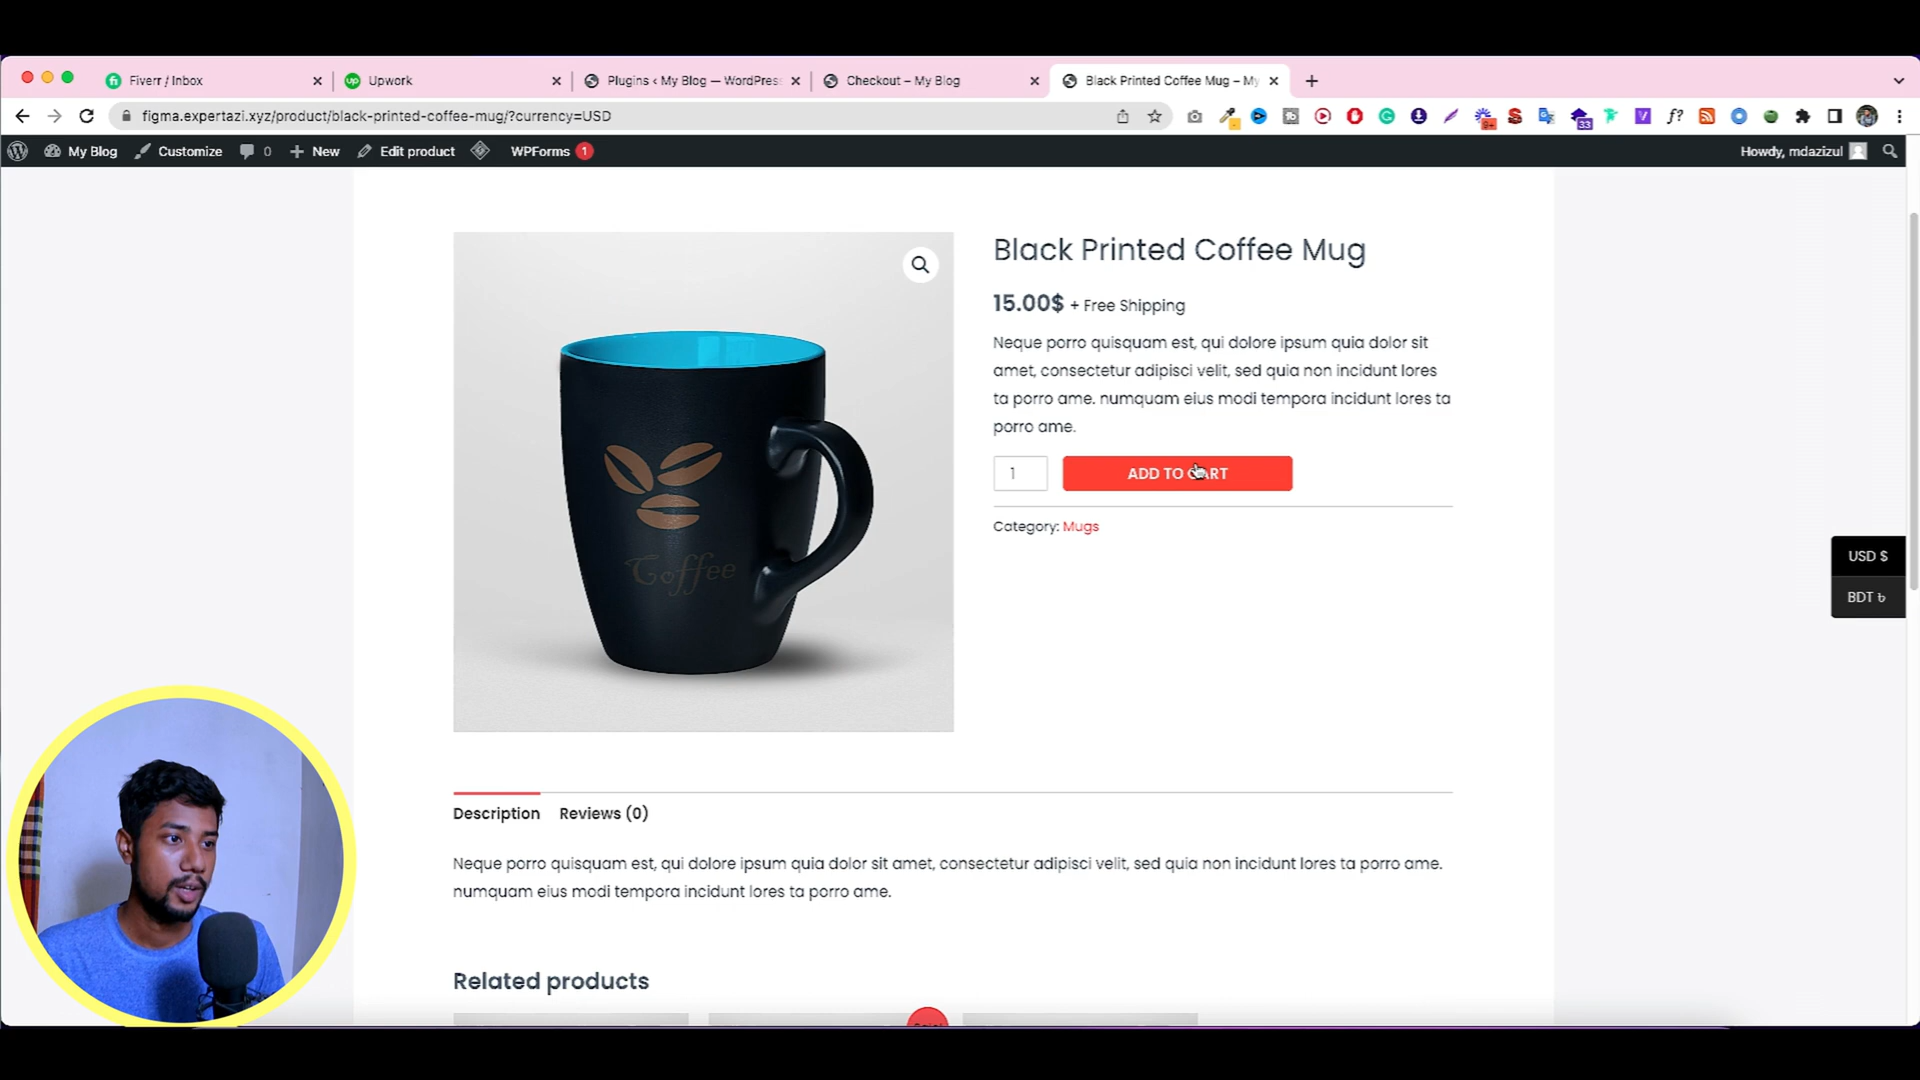 Fiverr / Inbox
Upwork
Plugins ‹ My Blog — WordPress
Checkout – My Blog
Black Printed Coffee Mug – My
figma.expertazi.xyz/product/black-printed-coffee-mug/?currency=USD
9+
33
f?
My Blog
Customize
0
New
Edit product
WPForms 1
Howdy, mdazizul
Black Printed Coffee Mug
15.00$ + Free Shipping
Neque porro quisquam est, qui dolore ipsum quia dolor sit
amet, consectetur adipisci velit, sed quia non incidunt lores
ta porro ame. numquam eius modi tempora incidunt lores ta
porro ame.
1
ADD TO CART
Category: Mugs
USD $
BDT ৳
Coffee
Description
Reviews (0)
Neque porro quisquam est, qui dolore ipsum quia dolor sit amet, consectetur adipisci velit, sed quia non incidunt lores ta porro ame.
numquam eius modi tempora incidunt lores ta porro ame.
Related products